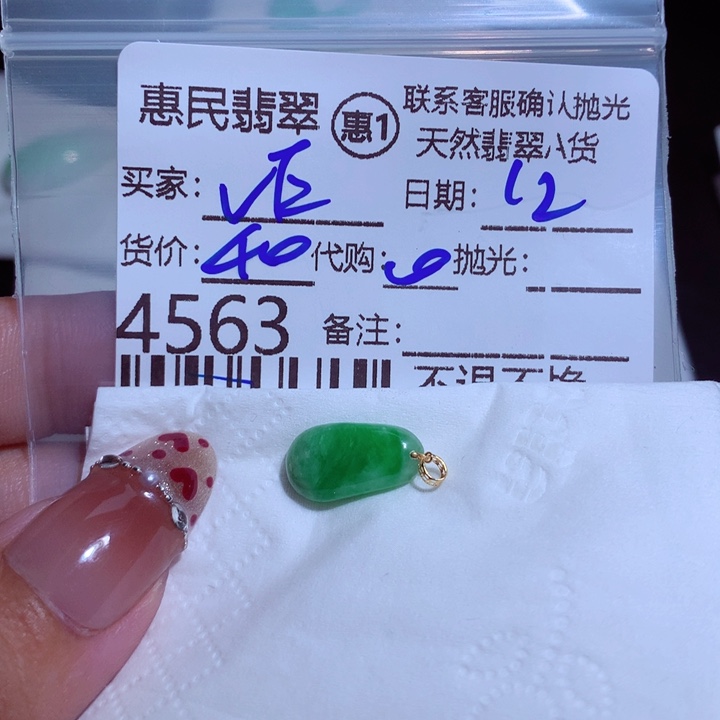 惠民翡翠 惠1 联系客服确认抛光
天然翡翠A货
买家： VE 日期： 12
货价： 40 代购： 6 抛光：
4563 备注：
不退不换